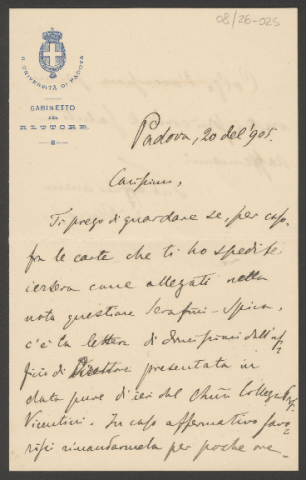 08/26-025
R. UNIVERSITÀ DI PADOVA
GABINETTO
DEL
RETTORE
Padova, 20 del '905.
Carissimo,
Ti prego di guardare se, per caso,
fra le carte che ti ho spedite
iersera come allegati nella
nota questione Serafini-Spica,
c'è la lettera di dimissioni dall'uf
ficio di Direttore presentata in
data pure di ieri dal Chiar. Collega Prof.
Vicentini. In caso affermativo favo=
risci rimandarmela per poche ore-